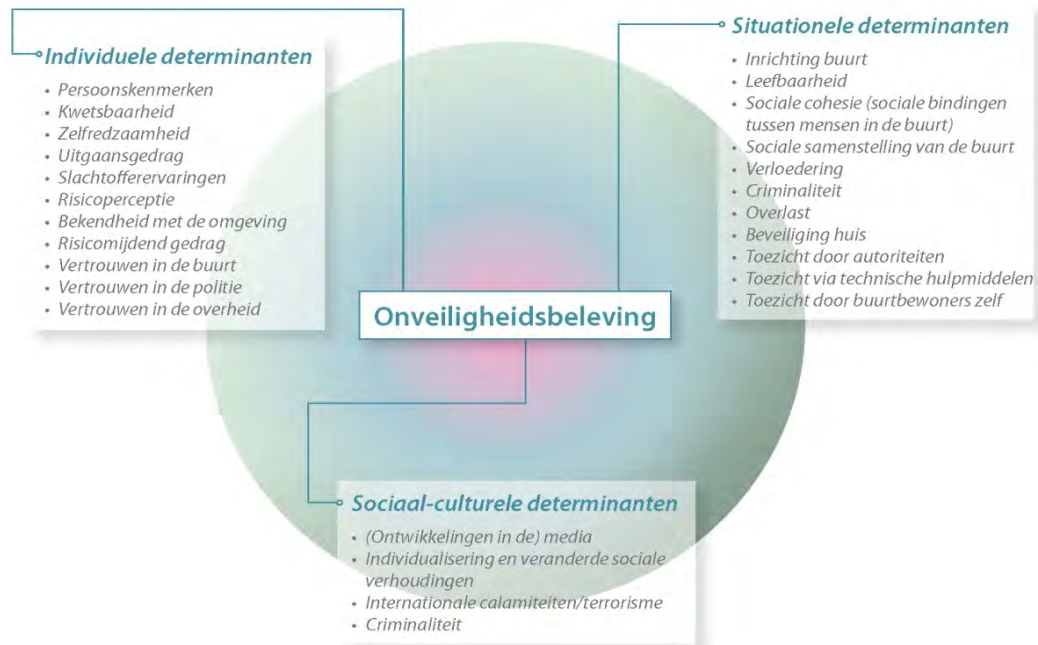 Individuele determinanten
• Persoonskenmerken
• Kwetsbaarheid
• Zelfredzaamheid
• Uitgaansgedrag
• Slachtofferervaringen
• Risicoperceptie
• Bekendheid met de omgeving
• Risicomijdend gedrag
• Vertrouwen in de buurt
• Vertrouwen in de politie
• Vertrouwen in de overheid
Situationele determinanten
• Inrichting buurt
• Leefbaarheid
• Sociale cohesie (sociale bindingen
tussen mensen in de buurt)
• Sociale samenstelling van de buurt
• Verloedering
• Criminaliteit
• Overlast
• Beveiliging huis
• Toezicht door autoriteiten
• Toezicht via technische hulpmiddelen
• Toezicht door buurtbewoners zelf
Onveiligheidsbeleving
Sociaal-culturele determinanten
• (Ontwikkelingen in de) media
• Individualisering en veranderde sociale
verhoudingen
• Internationale calamiteiten/terrorisme
• Criminaliteit